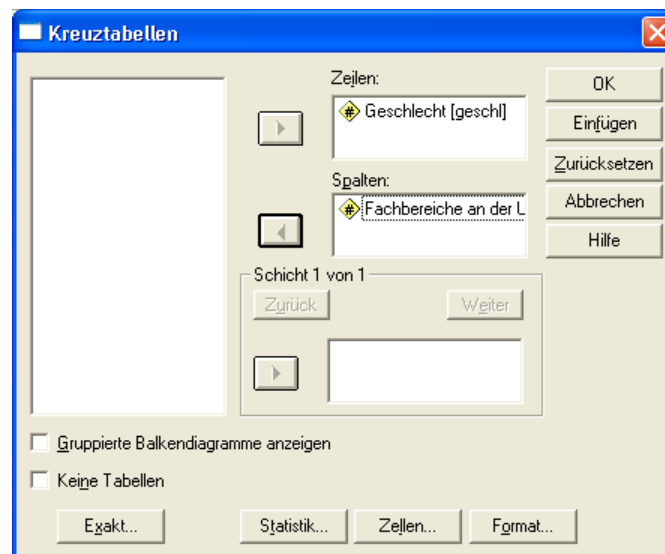 Kreuztabellen
Zeilen:
Geschlecht [geschl]
Spalten:
Fachbereiche an der L
Schicht 1 von 1
Zurück
Weiter
OK
Einfügen
Zurücksetzen
Abbrechen
Hilfe
Gruppierte Balkendiagramme anzeigen
Keine Tabellen
Exakt...
Statistik...
Zellen...
Format...